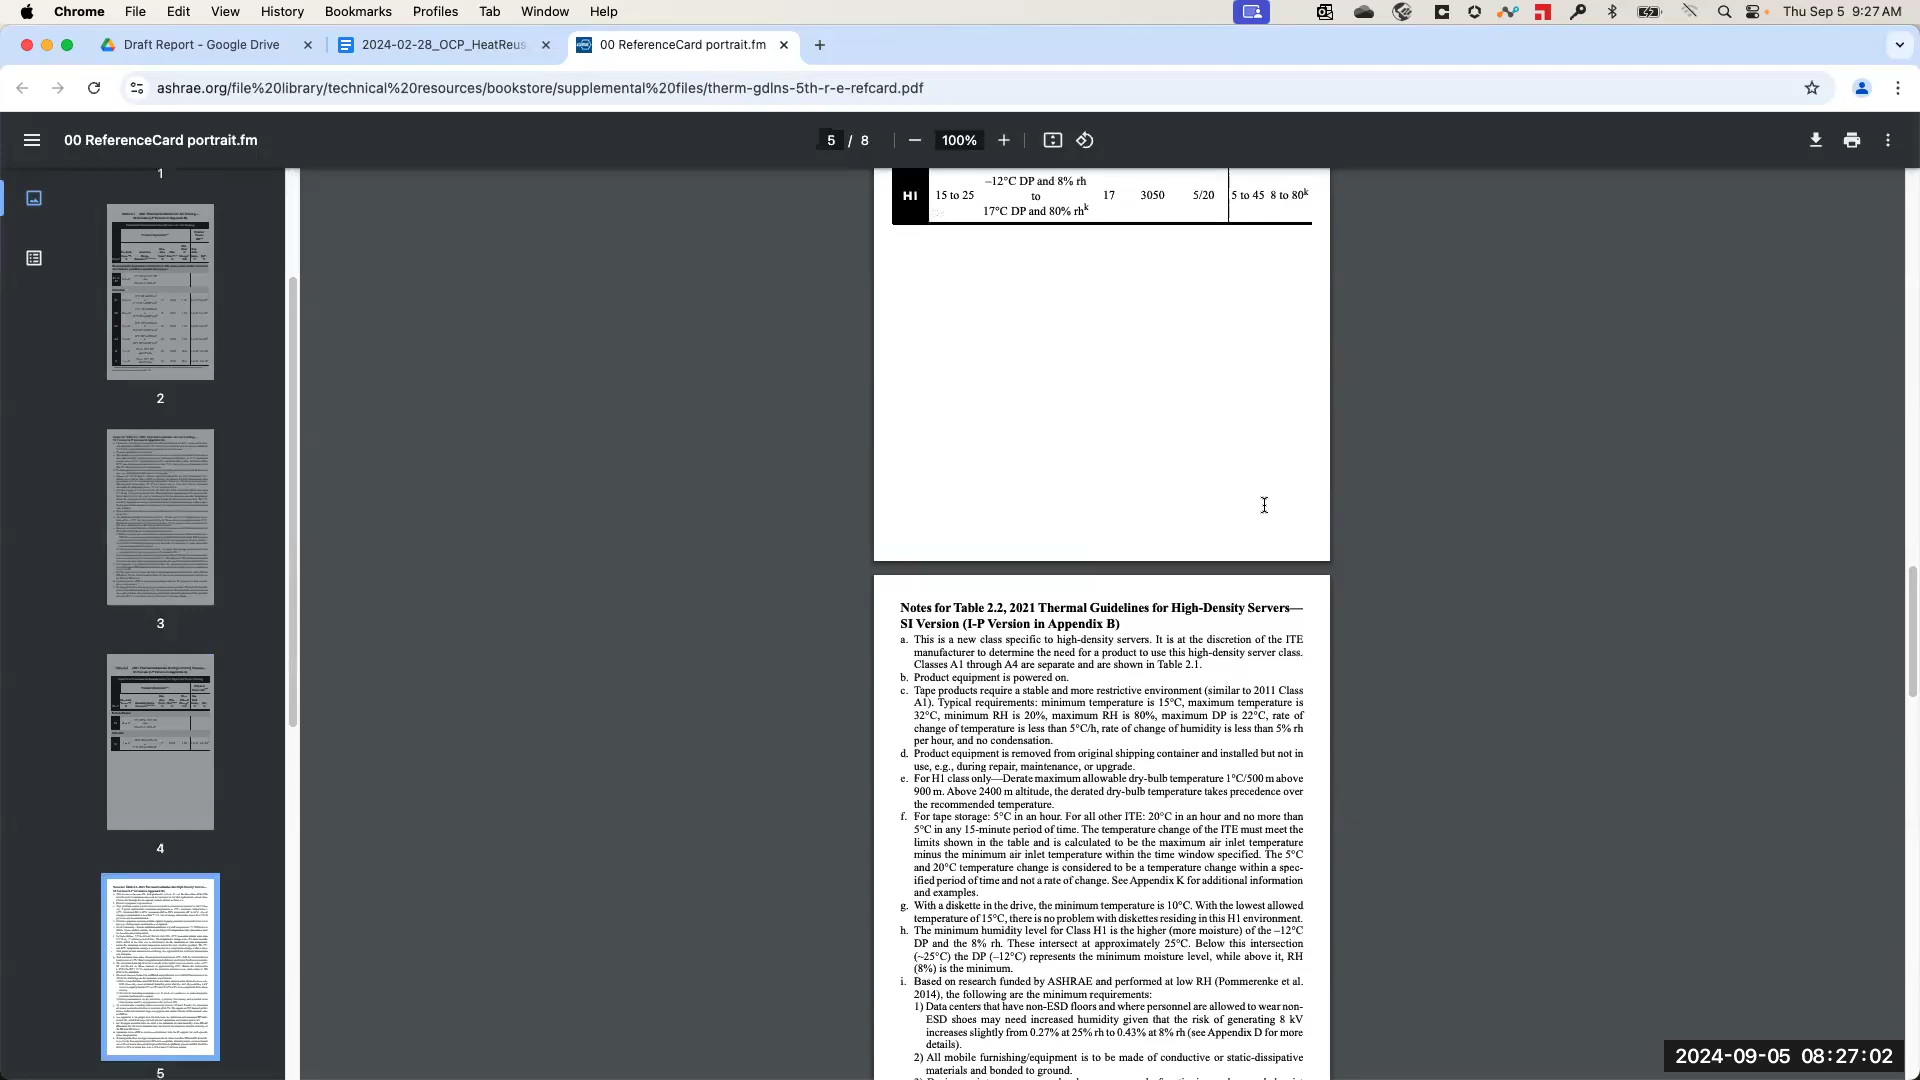 Chrome File Edit View History Bookmarks Profiles Tab Window Help Thu Sep 5 9:27 AM
Draft Report - Google Drive 2024-02-28_OCP_HeatReus 00 ReferenceCard portrait.fm
ashrae.org/file%20library/technical%20resources/bookstore/supplemental%20files/therm-gdlns-5th-r-e-refcard.pdf
00 ReferenceCard portrait.fm 5 / 8 100%
1
2
3
4
5
–12°C DP and 8% rh
H1 15 to 25 to 17 3050 5/20 5 to 45 8 to 80k
17°C DP and 80% rhk
Notes for Table 2.2, 2021 Thermal Guidelines for High-Density Servers—
SI Version (I-P Version in Appendix B)
a. This is a new class specific to high-density servers. It is at the discretion of the ITE
manufacturer to determine the need for a product to use this high-density server class.
Classes A1 through A4 are separate and are shown in Table 2.1.
b. Product equipment is powered on.
c. Tape products require a stable and more restrictive environment (similar to 2011 Class
A1). Typical requirements: minimum temperature is 15°C, maximum temperature is
32°C, minimum RH is 20%, maximum RH is 80%, maximum DP is 22°C, rate of
change of temperature is less than 5°C/h, rate of change of humidity is less than 5% rh
per hour, and no condensation.
d. Product equipment is removed from original shipping container and installed but not in
use, e.g., during repair, maintenance, or upgrade.
e. For H1 class only—Derate maximum allowable dry-bulb temperature 1°C/500 m above
900 m. Above 2400 m altitude, the derated dry-bulb temperature takes precedence over
the recommended temperature.
f. For tape storage: 5°C in an hour. For all other ITE: 20°C in an hour and no more than
5°C in any 15-minute period of time. The temperature change of the ITE must meet the
limits shown in the table and is calculated to be the maximum air inlet temperature
minus the minimum air inlet temperature within the time window specified. The 5°C
and 20°C temperature change is considered to be a temperature change within a spec-
ified period of time and not a rate of change. See Appendix K for additional information
and examples.
g. With a diskette in the drive, the minimum temperature is 10°C. With the lowest allowed
temperature of 15°C, there is no problem with diskettes residing in this H1 environment.
h. The minimum humidity level for Class H1 is the higher (more moisture) of the –12°C
DP and the 8% rh. These intersect at approximately 25°C. Below this intersection
(~25°C) the DP (–12°C) represents the minimum moisture level, while above it, RH
(8%) is the minimum.
i. Based on research funded by ASHRAE and performed at low RH (Pommerenke et al.
2014), the following are the minimum requirements:
1) Data centers that have non-ESD floors and where personnel are allowed to wear non-
ESD shoes may need increased humidity given that the risk of generating 8 kV
increases slightly from 0.27% at 25% rh to 0.43% at 8% rh (see Appendix D for more
details).
2) All mobile furnishing/equipment is to be made of conductive or static-dissipative
materials and bonded to ground.
2024-09-05 08:27:02